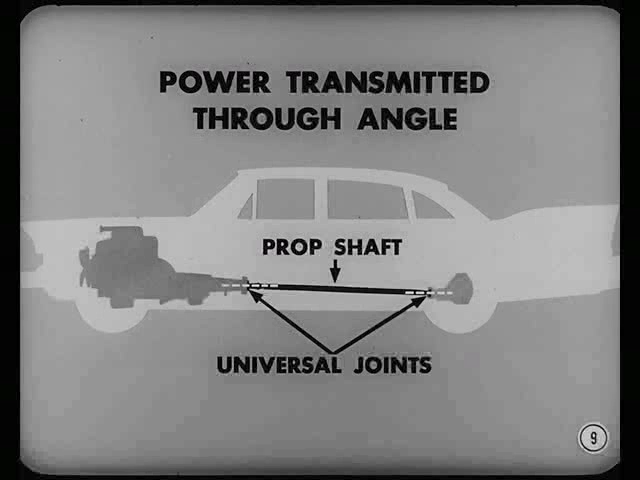 POWER TRANSMITTED
THROUGH ANGLE
PROP SHAFT
UNIVERSAL JOINTS
9